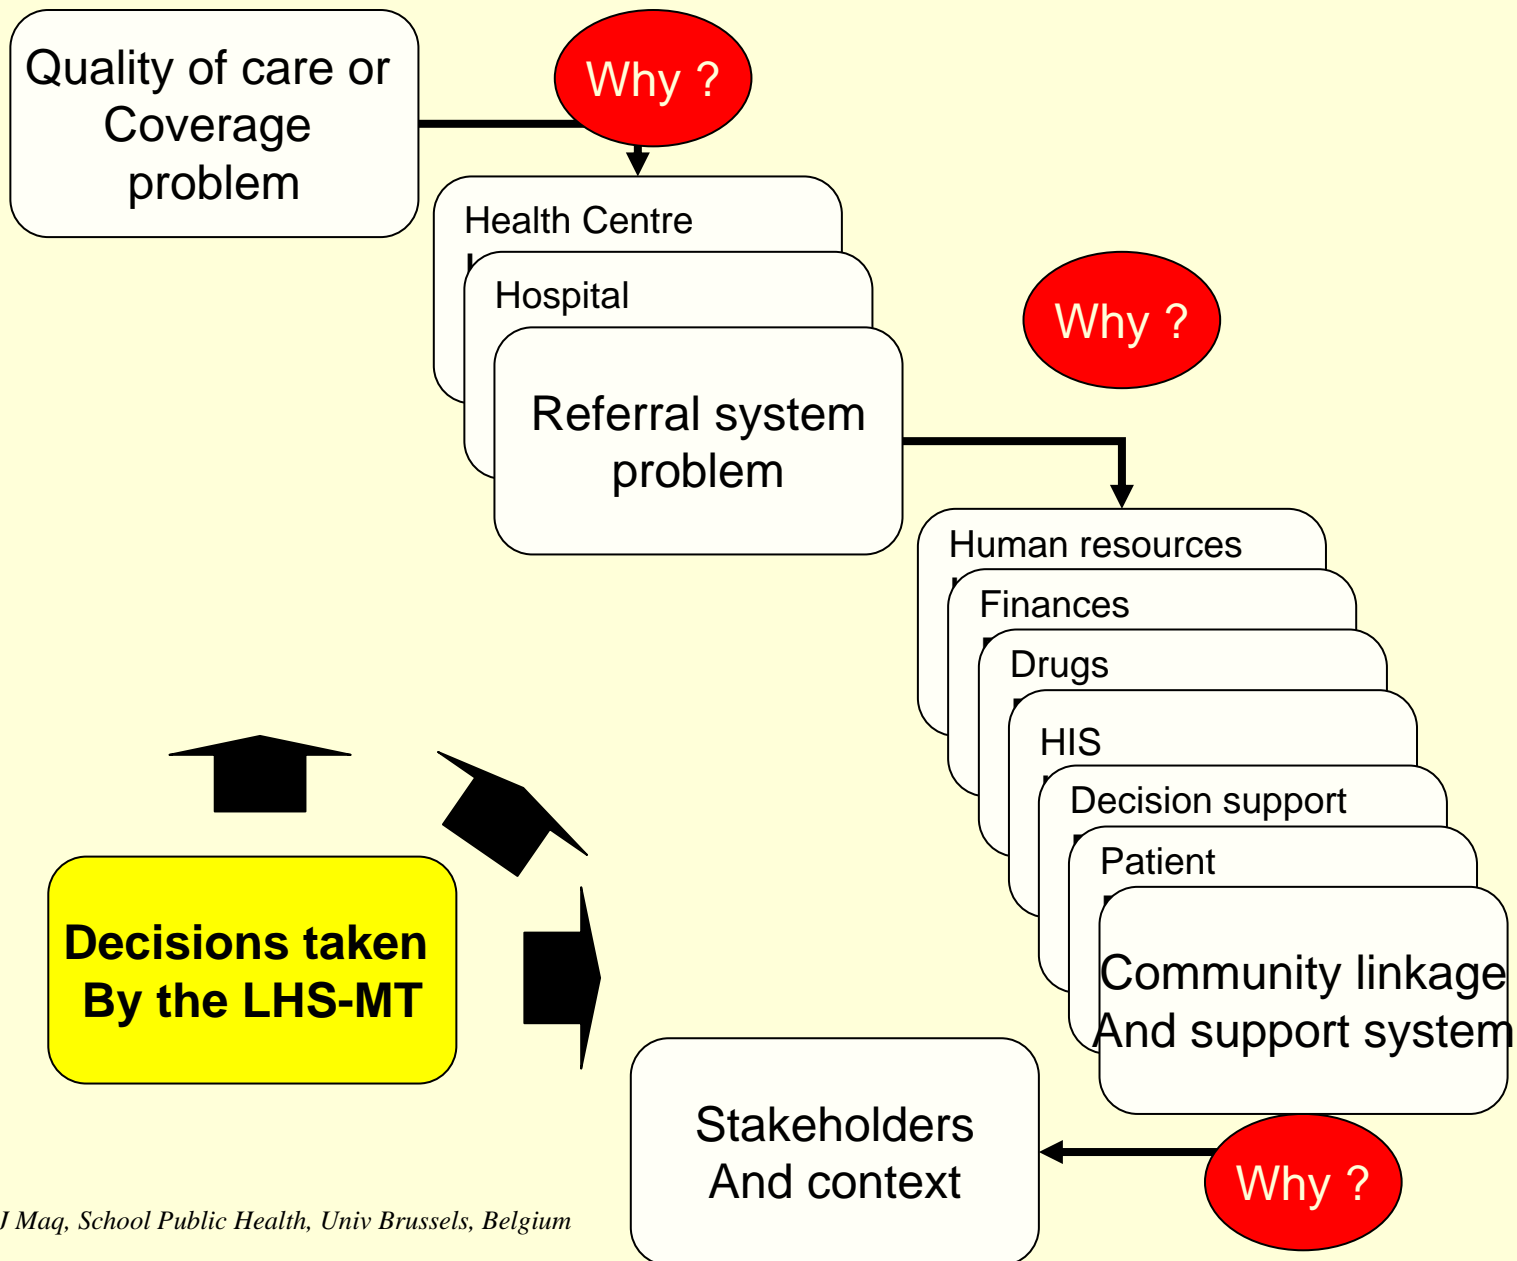 Quality of care or
Coverage
problem
Why ?
Health Centre
Hospital
Referral system
problem
Why ?
Human resources
Finances
Drugs
HIS
Decision support
Patient
Community linkage
And support system
Why ?
Stakeholders
And context
Decisions taken
By the LHS-MT
J Maq, School Public Health, Univ Brussels, Belgium